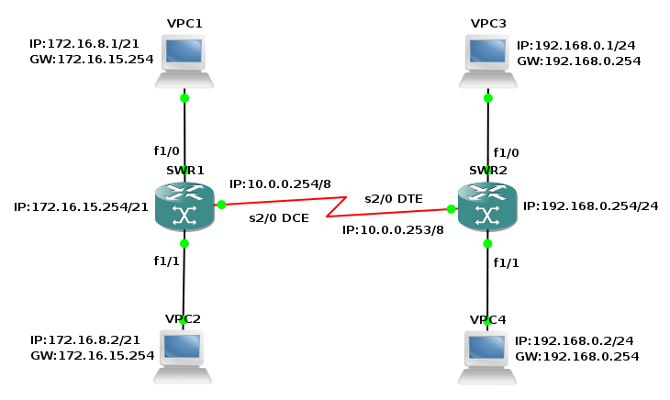 VPC1
IP:172.16.8.1/21
GW:172.16.15.254
VPC3
IP:192.168.0.1/24
GW:192.168.0.254
f1/0
SWR1
f1/0
SWR2
IP:10.0.0.254/8
s2/0 DTE
IP:172.16.15.254/21
s2/0 DCE
IP:10.0.0.253/8
IP:192.168.0.254/24
f1/1
f1/1
VPC2
IP:172.16.8.2/21
GW:172.16.15.254
VPC4
IP:192.168.0.2/24
GW:192.168.0.254